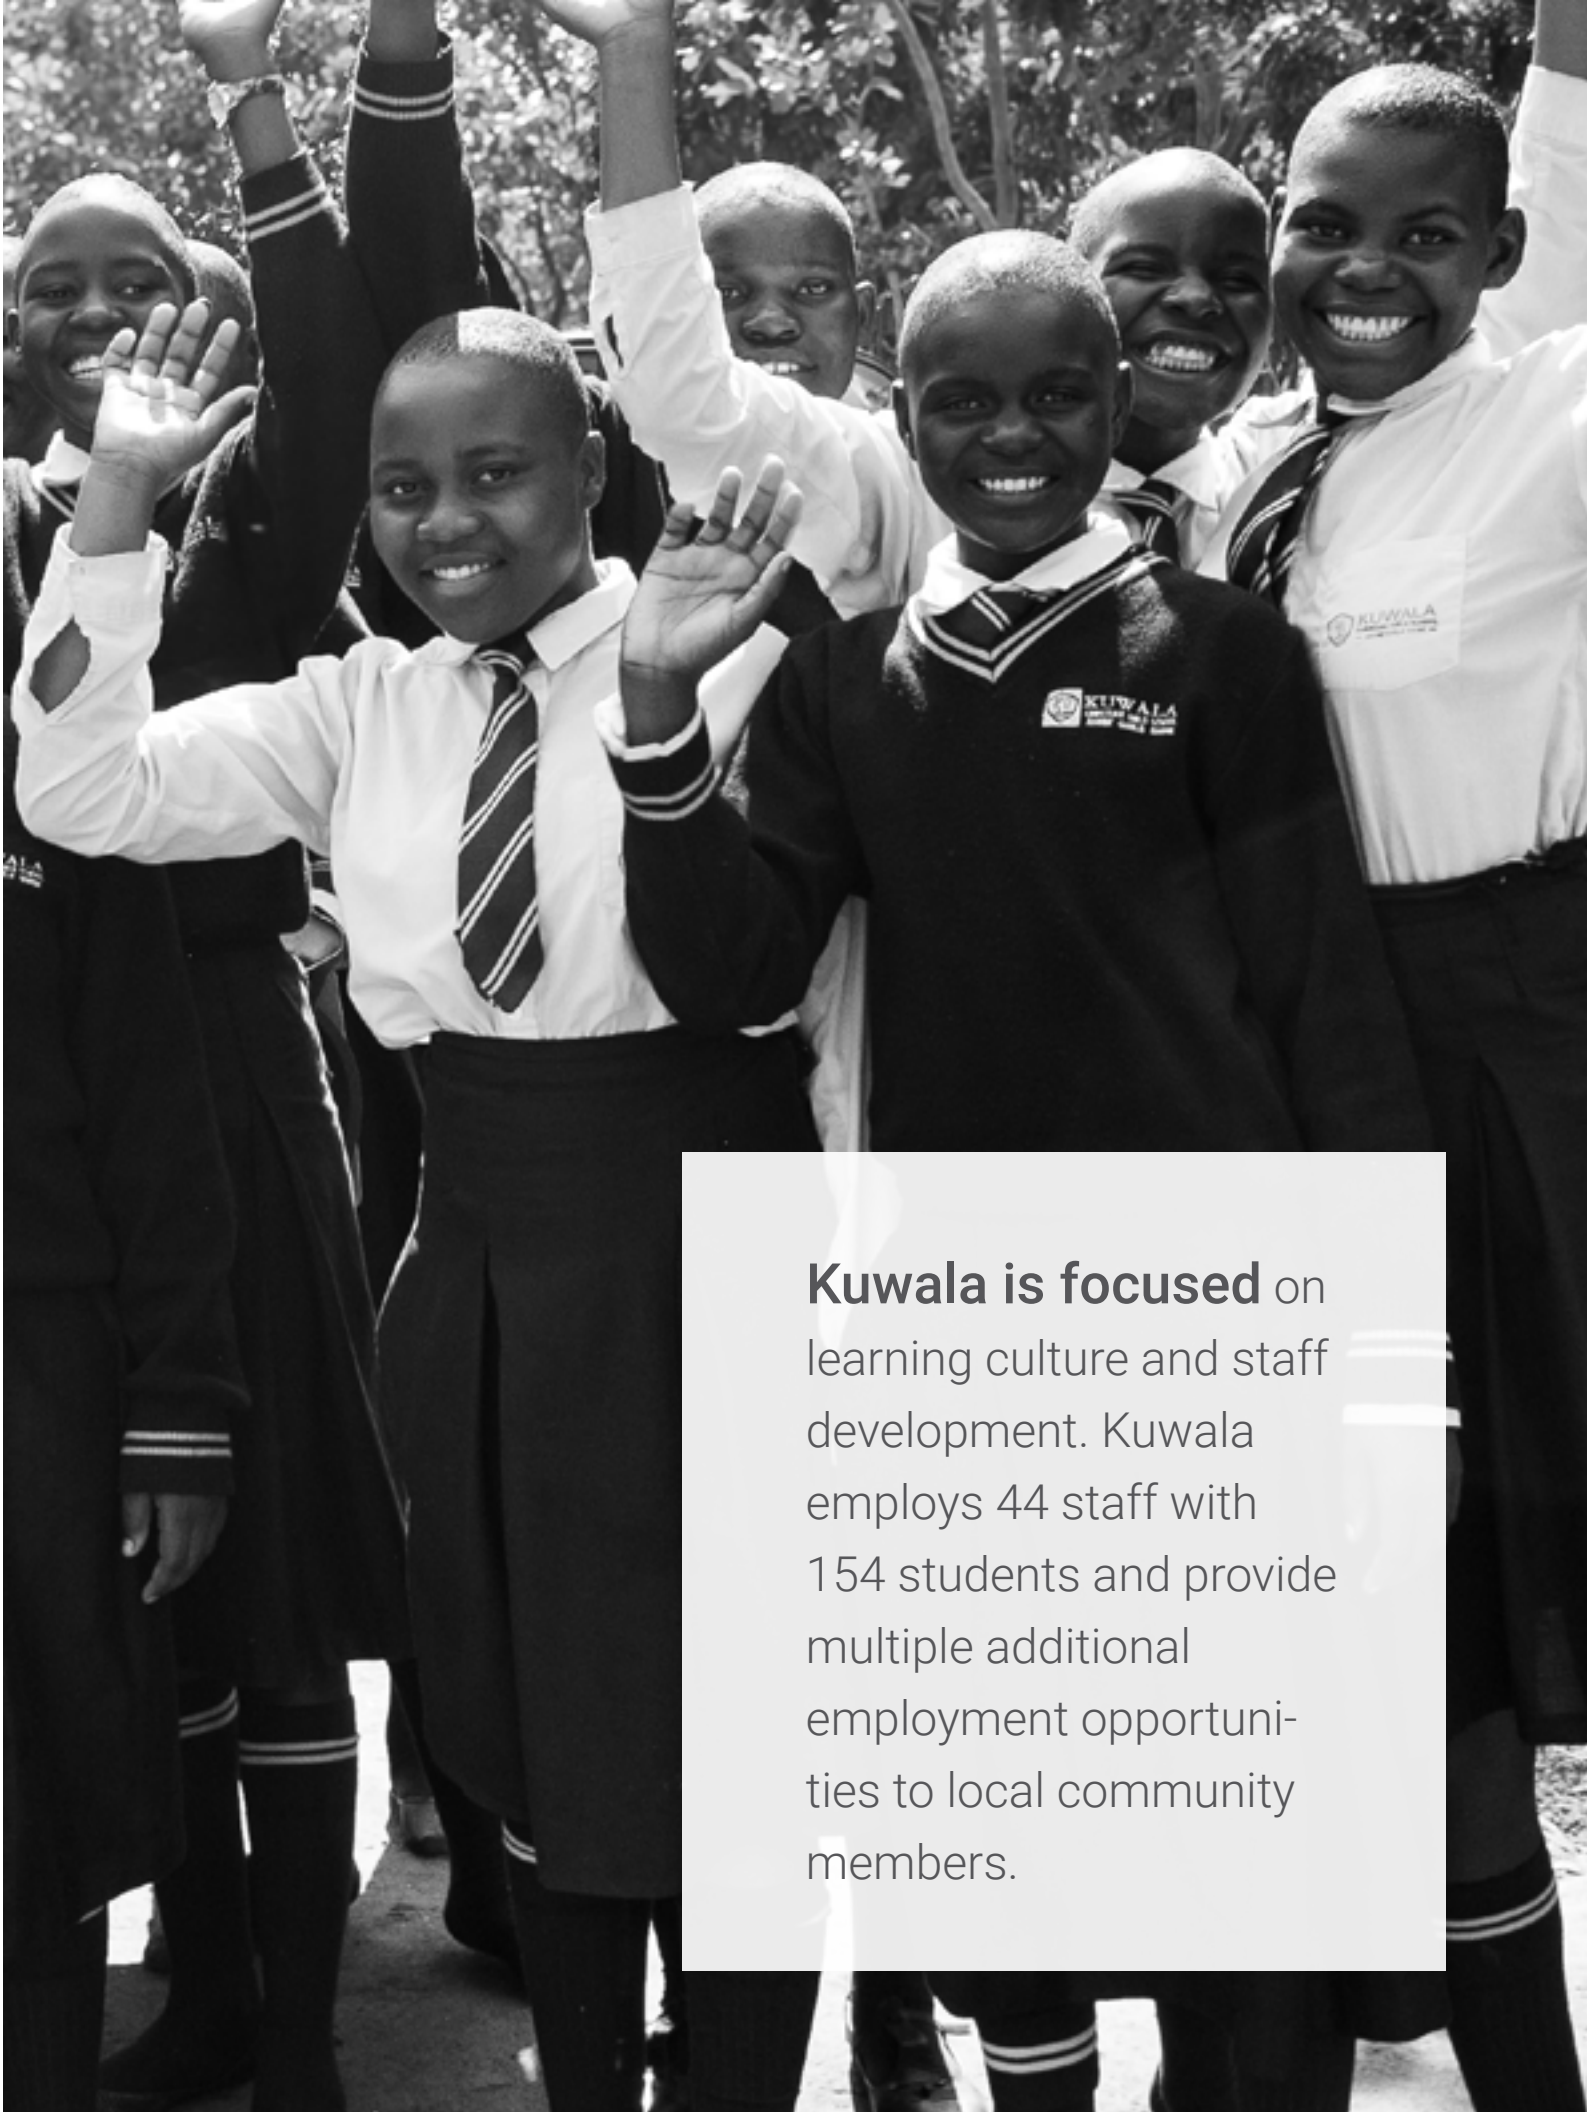 KUWALA
KUWALA
ALA
Kuwala is focused on
learning culture and staff
development. Kuwala
employs 44 staff with
154 students and provide
multiple additional
employment opportuni-
ties to local community
members.